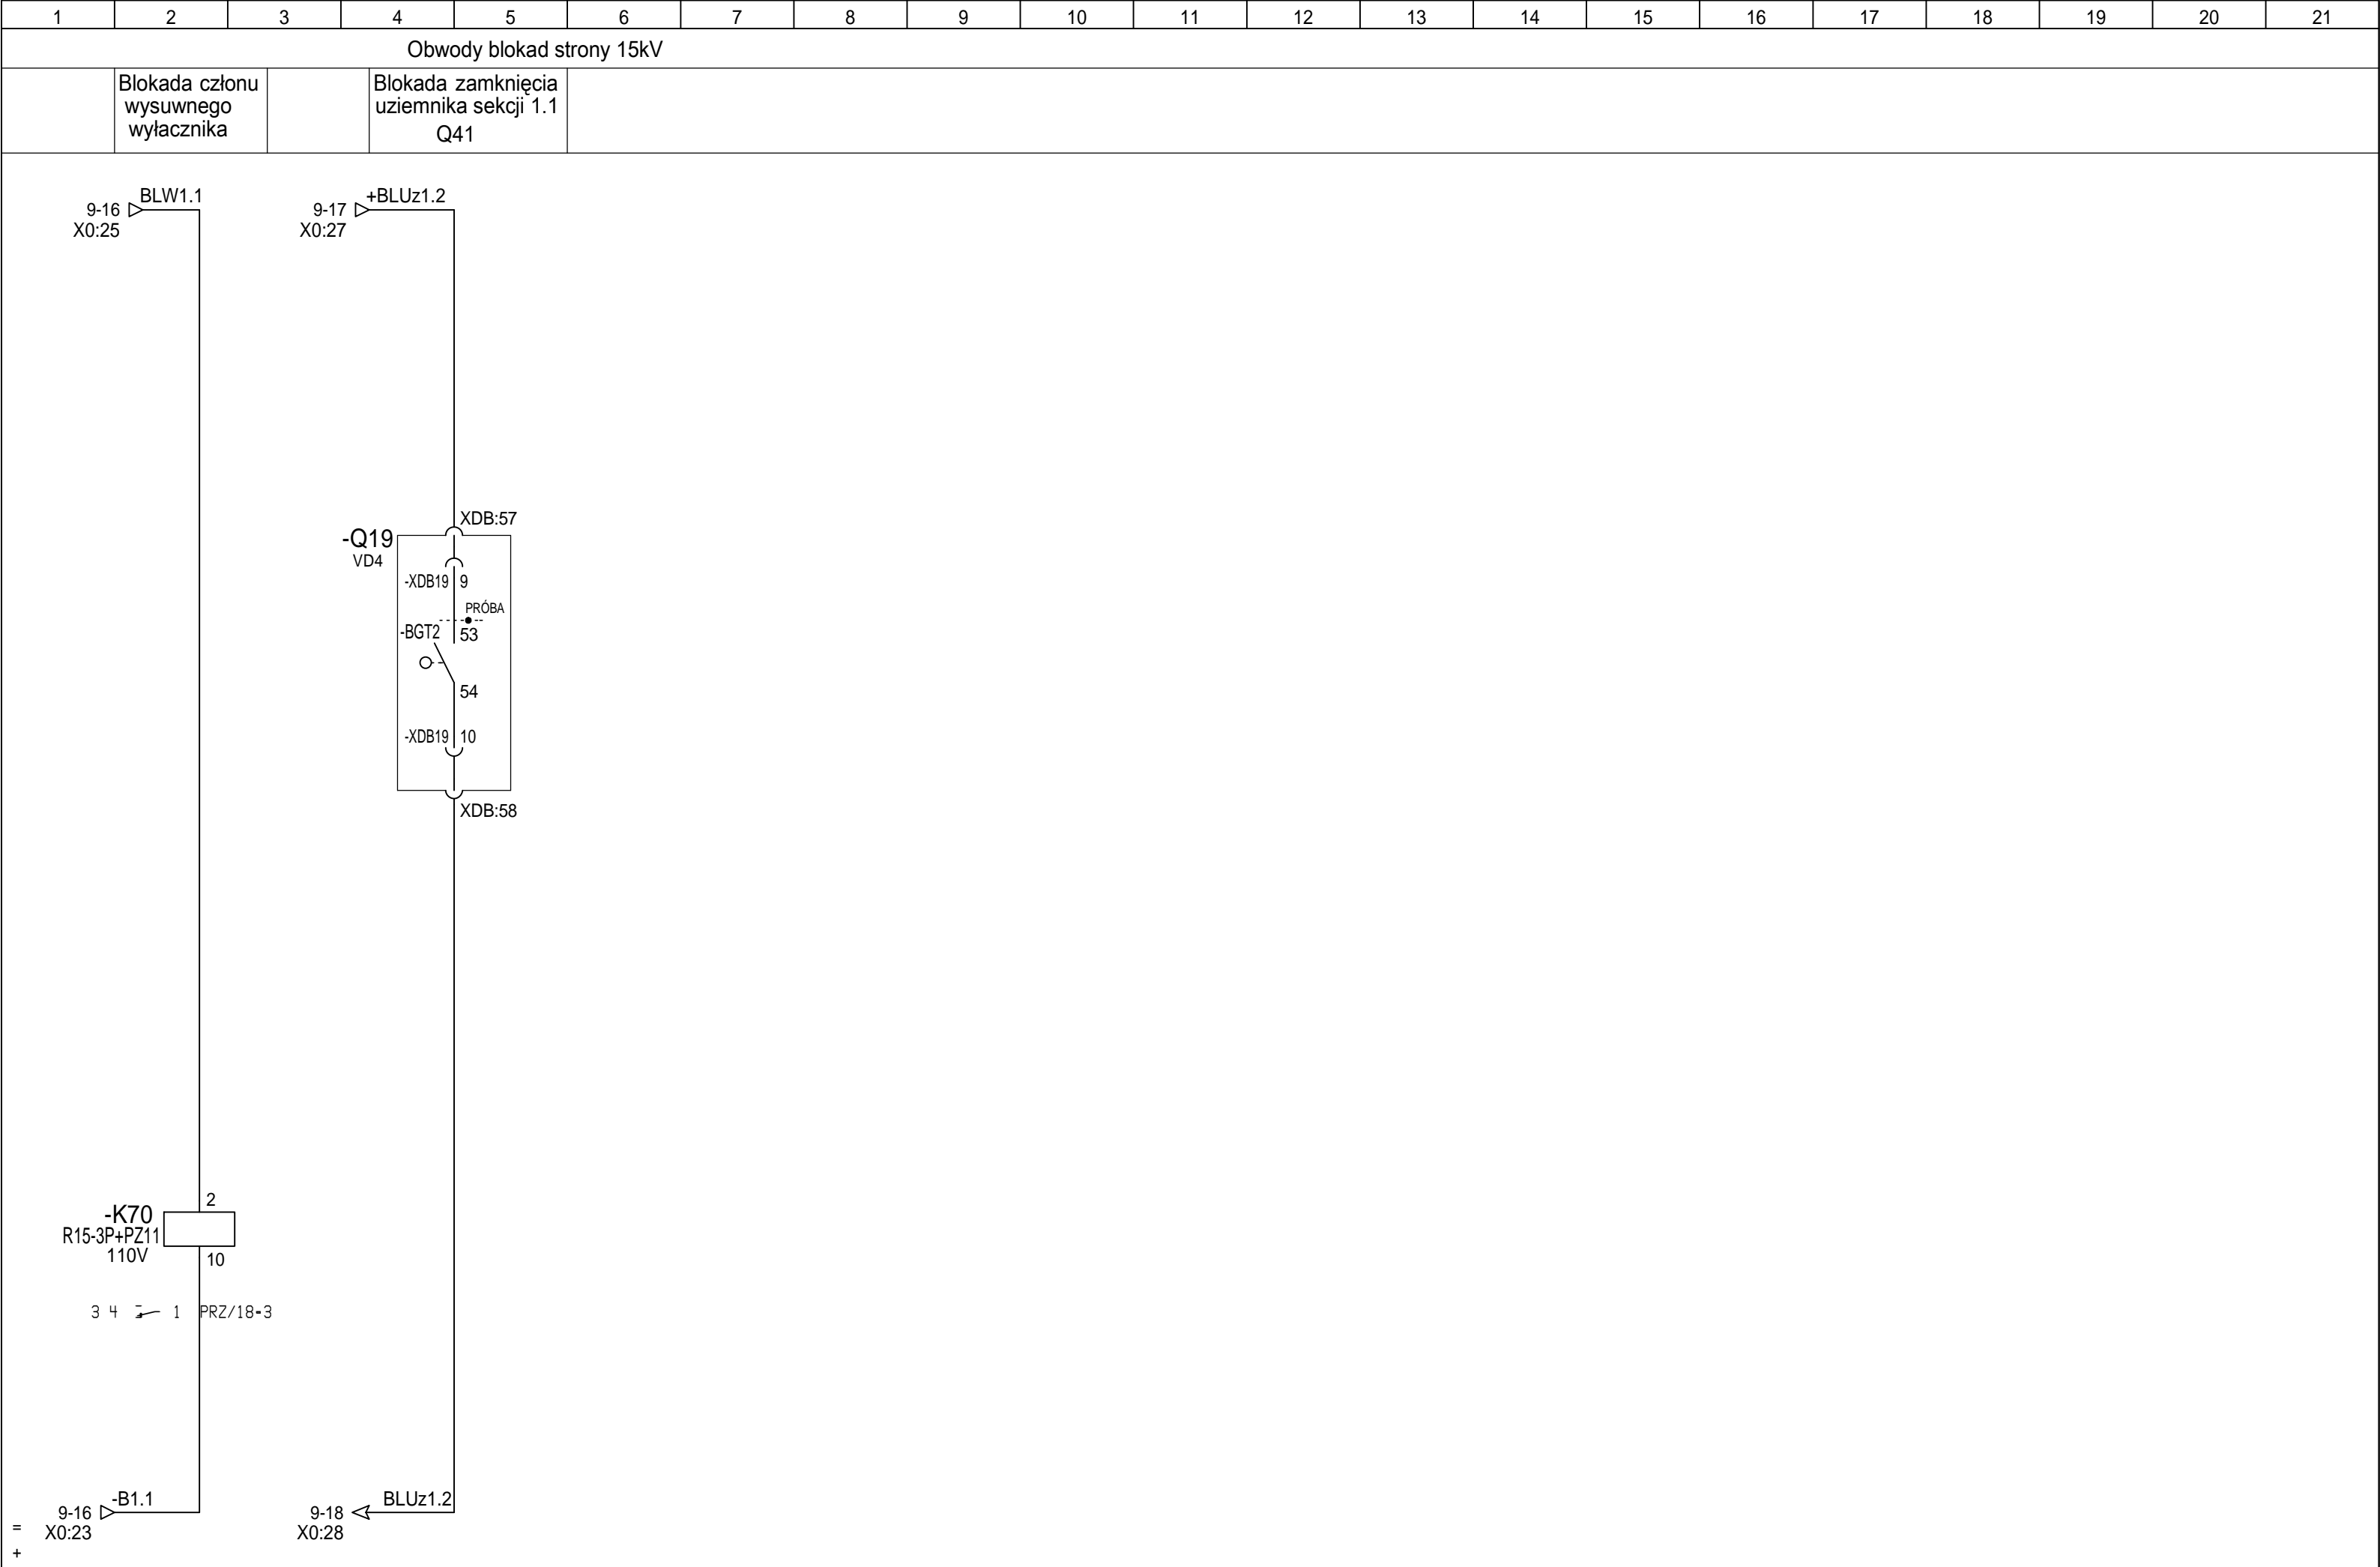 1 2 3 4 5 6 7 8 9 10 11 12 13 14 15 16 17 18 19 20 21
Obwody blokad strony 15kV
Blokada członu
wysuwnego
wyłacznika
Blokada zamknięcia
uziemnika sekcji 1.1
Q41
BLW1.1
9-16
X0:25
+BLUz1.2
9-17
X0:27
XDB:57
-Q19
VD4
-XDB19 9
PRÓBA
-BGT2 53
54
-XDB19 10
XDB:58
2
-K70
R15-3P+PZ11
110V
10
3 4 1 PRZ/18-3
-B1.1
9-16
X0:23
BLUz1.2
9-18
X0:28
=
+